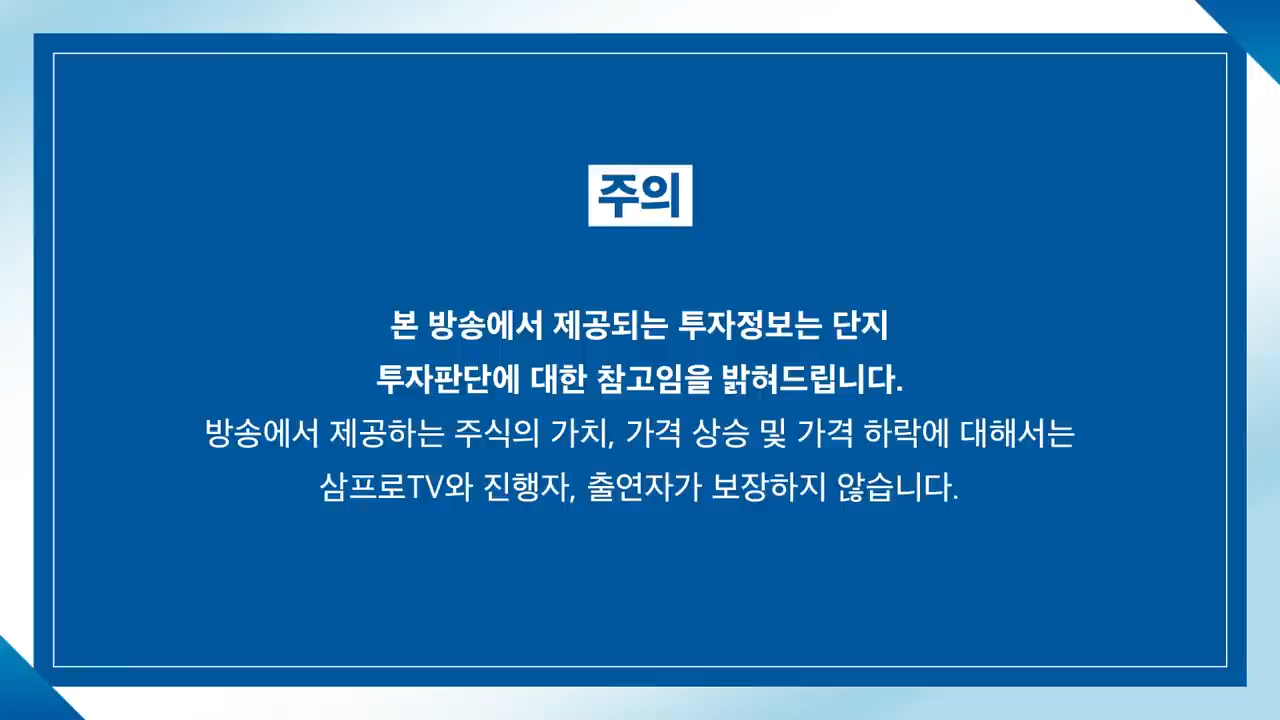 주의
본 방송에서 제공되는 투자정보는 단지
투자판단에 대한 참고임을 밝혀드립니다.
방송에서 제공하는 주식의 가치, 가격 상승 및 가격 하락에 대해서는
삼프로TV와 진행자, 출연자가 보장하지 않습니다.